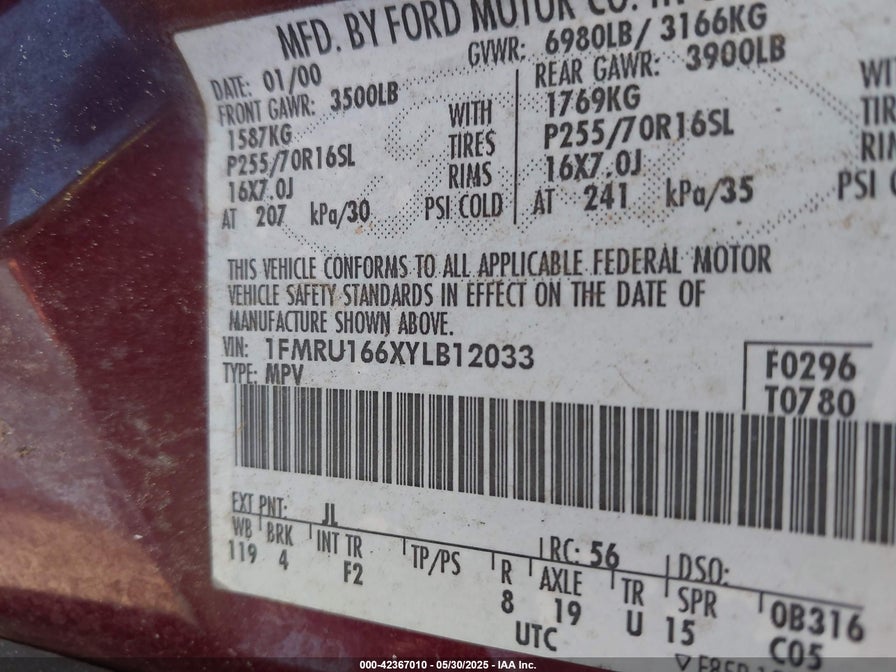 MFD. BY FORD MOTOR CO.
DATE: 01/00 GVWR: 6980LB/ 3166KG
FRONT GAWR: 3500LB REAR GAWR: 3900LB
1587KG WITH 1769KG WIT
P255/70R16SL TIRES P255/70R16SL TIR
16X7.0J RIMS 16X7.0J RIM
AT 207 kPa/30 PSI COLD AT 241 kPa/35 PSI C
THIS VEHICLE CONFORMS TO ALL APPLICABLE FEDERAL MOTOR
VEHICLE SAFETY STANDARDS IN EFFECT ON THE DATE OF
MANUFACTURE SHOWN ABOVE.
VIN: 1FMRU166XYLB12033 F0296
TYPE: MPV T0780
EXT PNT: JL RC: 56 DSO:
WB BRK INT TR TP/PS R AXLE TR SPR 0B316
119 4 F2 8 19 U 15 C05
UTC
000-42367010 - 05/30/2025 - IAA Inc.